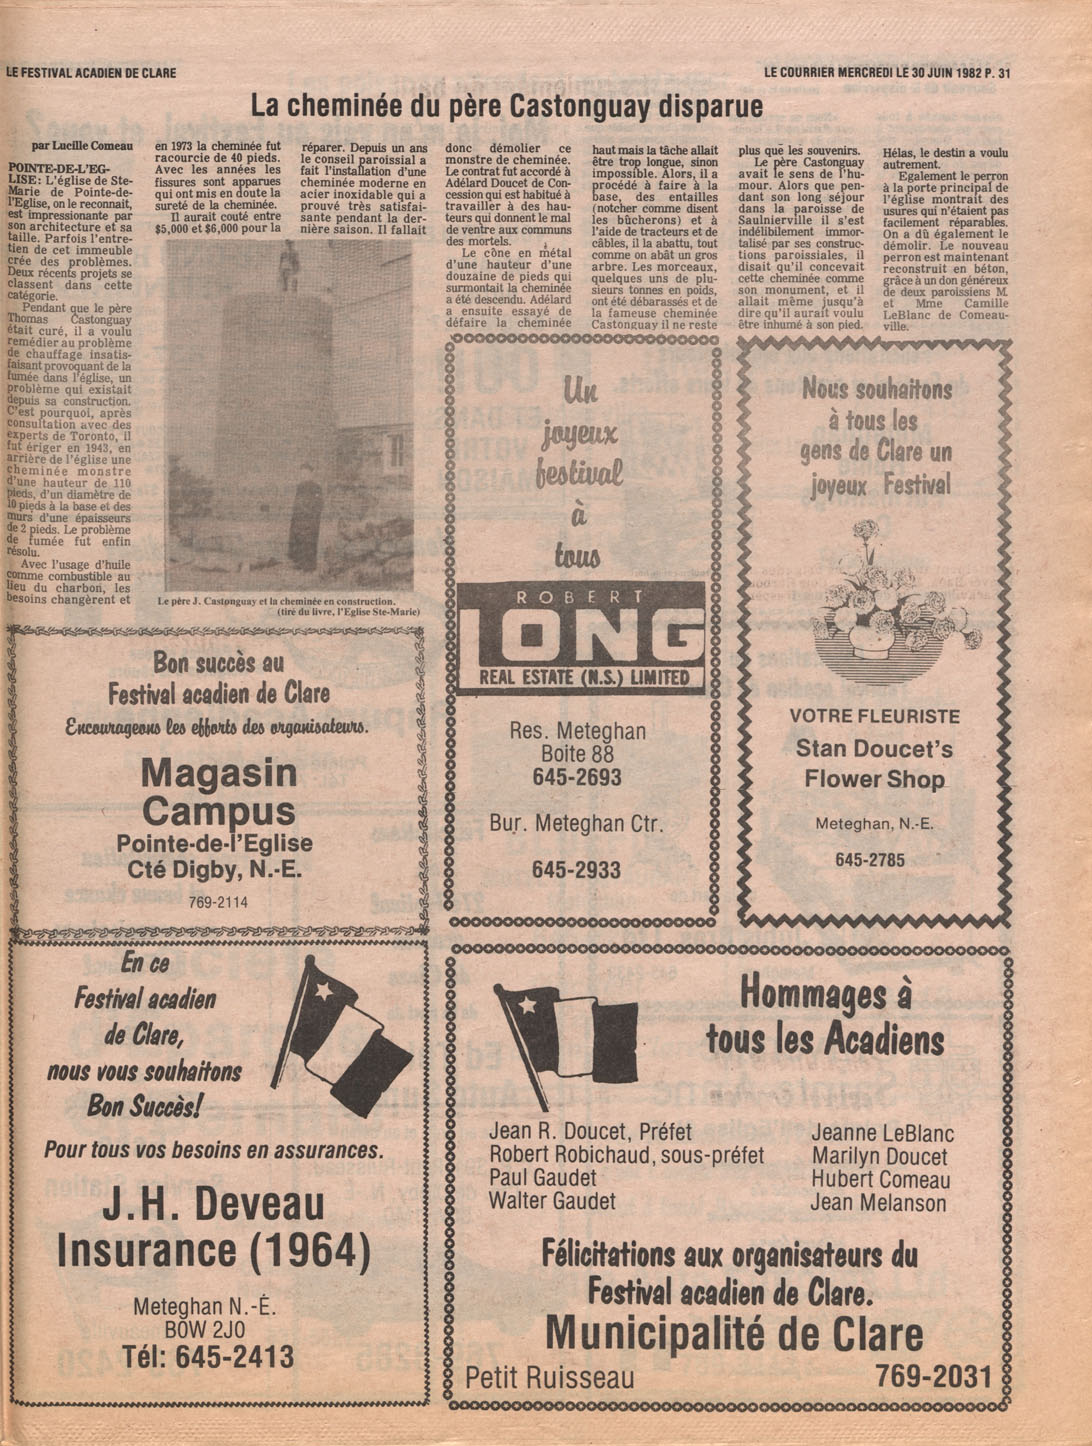 LE FESTIVAL ACADIEN DE CLARE
LE COURRIER MERCREDI LE 30 JUIN 1982 P. 31
La cheminée du père Castonguay disparue
par Lucille Comeau
POINTE-DE-L'EG-
LISE: L'église de Ste-
Marie de Pointe-de-
l'Eglise, on le reconnait,
est impressionante par
son architecture et sa
taille. Parfois l'entre-
tien de cet immeuble
crée des problèmes.
Deux récents projets se
classent dans cette
catégorie.
Pendant que le père
Thomas Castonguay
était curé, il a voulu
remédier au problème
de chauffage insatis-
faisant provoquant de la
fumée dans l'église, un
problème qui existait
depuis sa construction.
C'est pourquoi, après
consultation avec des
experts de Toronto, il
fut ériger en 1943, en
arrière de l'église une
cheminée monstre
d'une hauteur de 110
pieds, d'un diamètre de
10 pieds à la base et des
murs d'une épaisseurs
de 2 pieds. Le problème
de fumée fut enfin
résolu.
Avec l'usage d'huile
comme combustible au
lieu du charbon, les
besoins changèrent et
en 1973 la cheminée fut
racourcie de 40 pieds.
Avec les années les
fissures sont apparues
qui ont mis en doute la
sureté de la cheminée.
Il aurait couté entre
$5,000 et $6,000 pour la
réparer. Depuis un ans
le conseil paroissial a
fait l'installation d'une
cheminée moderne en
acier inoxidable qui a
prouvé très satisfai-
sante pendant la der-
nière saison. Il fallait
Le père J. Castonguay et la cheminée en construction.
(tiré du livre, l'Eglise Ste-Marie)
donc démolier ce
monstre de cheminée.
Le contrat fut accordé à
Adélard Doucet de Con-
cession qui est habitué à
travailler à des hau-
teurs qui donnent le mal
de ventre aux communs
des mortels.
Le cône en métal
d'une hauteur d'une
douzaine de pieds qui
surmontait la cheminée
a été descendu. Adélard
a ensuite essayé de
défaire la cheminée
haut mais la tâche allait
être trop longue, sinon
impossible. Alors, il a
procédé à faire à la
base, des entailles
(notcher comme disent
les bûcherons) et à
l'aide de tracteurs et de
câbles, il la abattu, tout
comme on abât un gros
arbre. Les morceaux,
quelques uns de plu-
sieurs tonnes en poids,
ont été débarassés et de
la fameuse cheminée
Castonguay il ne reste
plus que les souvenirs.
Le père Castonguay
avait le sens de l'hu-
mour. Alors que pen-
dant son long séjour
dans la paroisse de
Saulnierville il s'est
indélibilement immor-
talisé par ses construc-
tions paroissiales, il
disait qu'il concevait
cette cheminée comme
son monument, et il
allait même jusqu'à
dire qu'il aurait voulu
être inhumé à son pied.
Hélas, le destin a voulu
autrement.
Egalement le perron
à la porte principal de
l'église montrait des
usures qui n'étaient pas
facilement réparables.
On a dû également le
démolir. Le nouveau
perron est maintenant
reconstruit en béton,
grâce à un don généreux
de deux paroissiens M.
et Mme Camille
LeBlanc de Comeau-
ville.
Un
joyeux
festival
à
tous
ROBERT
LONG
REAL ESTATE (N.S.) LIMITED
Res. Meteghan
Boite 88
645-2693
Bur. Meteghan Ctr.
645-2933
Nous souhaitons
à tous les
gens de Clare un
joyeux Festival
VOTRE FLEURISTE
Stan Doucet's
Flower Shop
Meteghan, N.-E.
645-2785
Bon succès au
Festival acadien de Clare
Encourageons les efforts des organisateurs.
Magasin
Campus
Pointe-de-l'Eglise
Cté Digby, N.-E.
769-2114
En ce
Festival acadien
de Clare,
nous vous souhaitons
Bon Succès!
Pour tous vos besoins en assurances.
J.H. Deveau
Insurance (1964)
Meteghan N.-É.
B0W 2J0
Tél: 645-2413
Hommages à
tous les Acadiens
Jean R. Doucet, Préfet
Robert Robichaud, sous-préfet
Paul Gaudet
Walter Gaudet
Jeanne LeBlanc
Marilyn Doucet
Hubert Comeau
Jean Melanson
Félicitations aux organisateurs du
Festival acadien de Clare.
Municipalité de Clare
Petit Ruisseau 769-2031